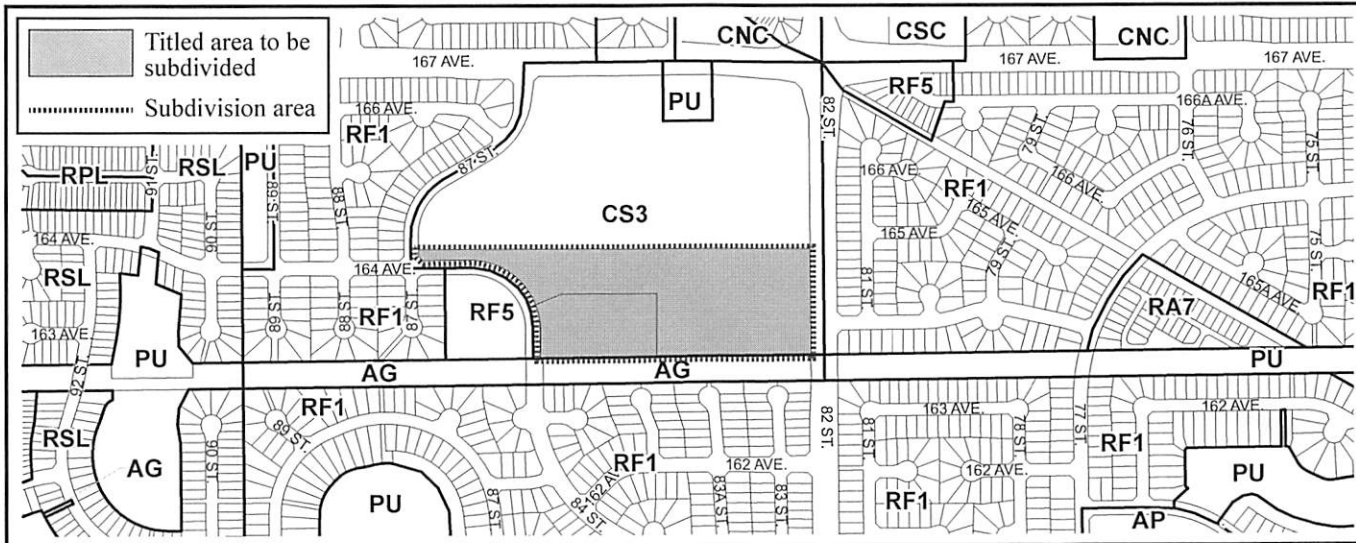 Titled area to be
subdivided
Subdivision area
CNC
CSC
CNC
167 AVE.
167 AVE.
167 AVE.
PU
RF5
82 ST.
166A AVE.
76 ST.
75 ST.
79 ST.
166 AVE.
RF1
87 ST.
91 ST.
RSL
PU
RPL
89 ST.
88 ST
90 ST.
166 AVE.
RF1
166 AVE.
165 AVE.
CS3
164 AVE.
165 AVE.
79 ST.
75 ST.
81 ST
164 AVE.
RSL
165A AVE.
RF1
RA7
163 AVE.
89 ST.
88 ST.
RF1
87 ST.
RF5
PU
92 ST.
AG
AG
PU
RF1
89 ST.
RSL
AG
90 ST.
RF1
82 ST.
81 ST.
163 AVE.
78 ST.
77 ST.
RF1
162 AVE.
162 AVE.
162 AVE.
162 AVE.
PU
PU
87 ST.
84 ST.
83A ST.
83 ST.
RF1
AP